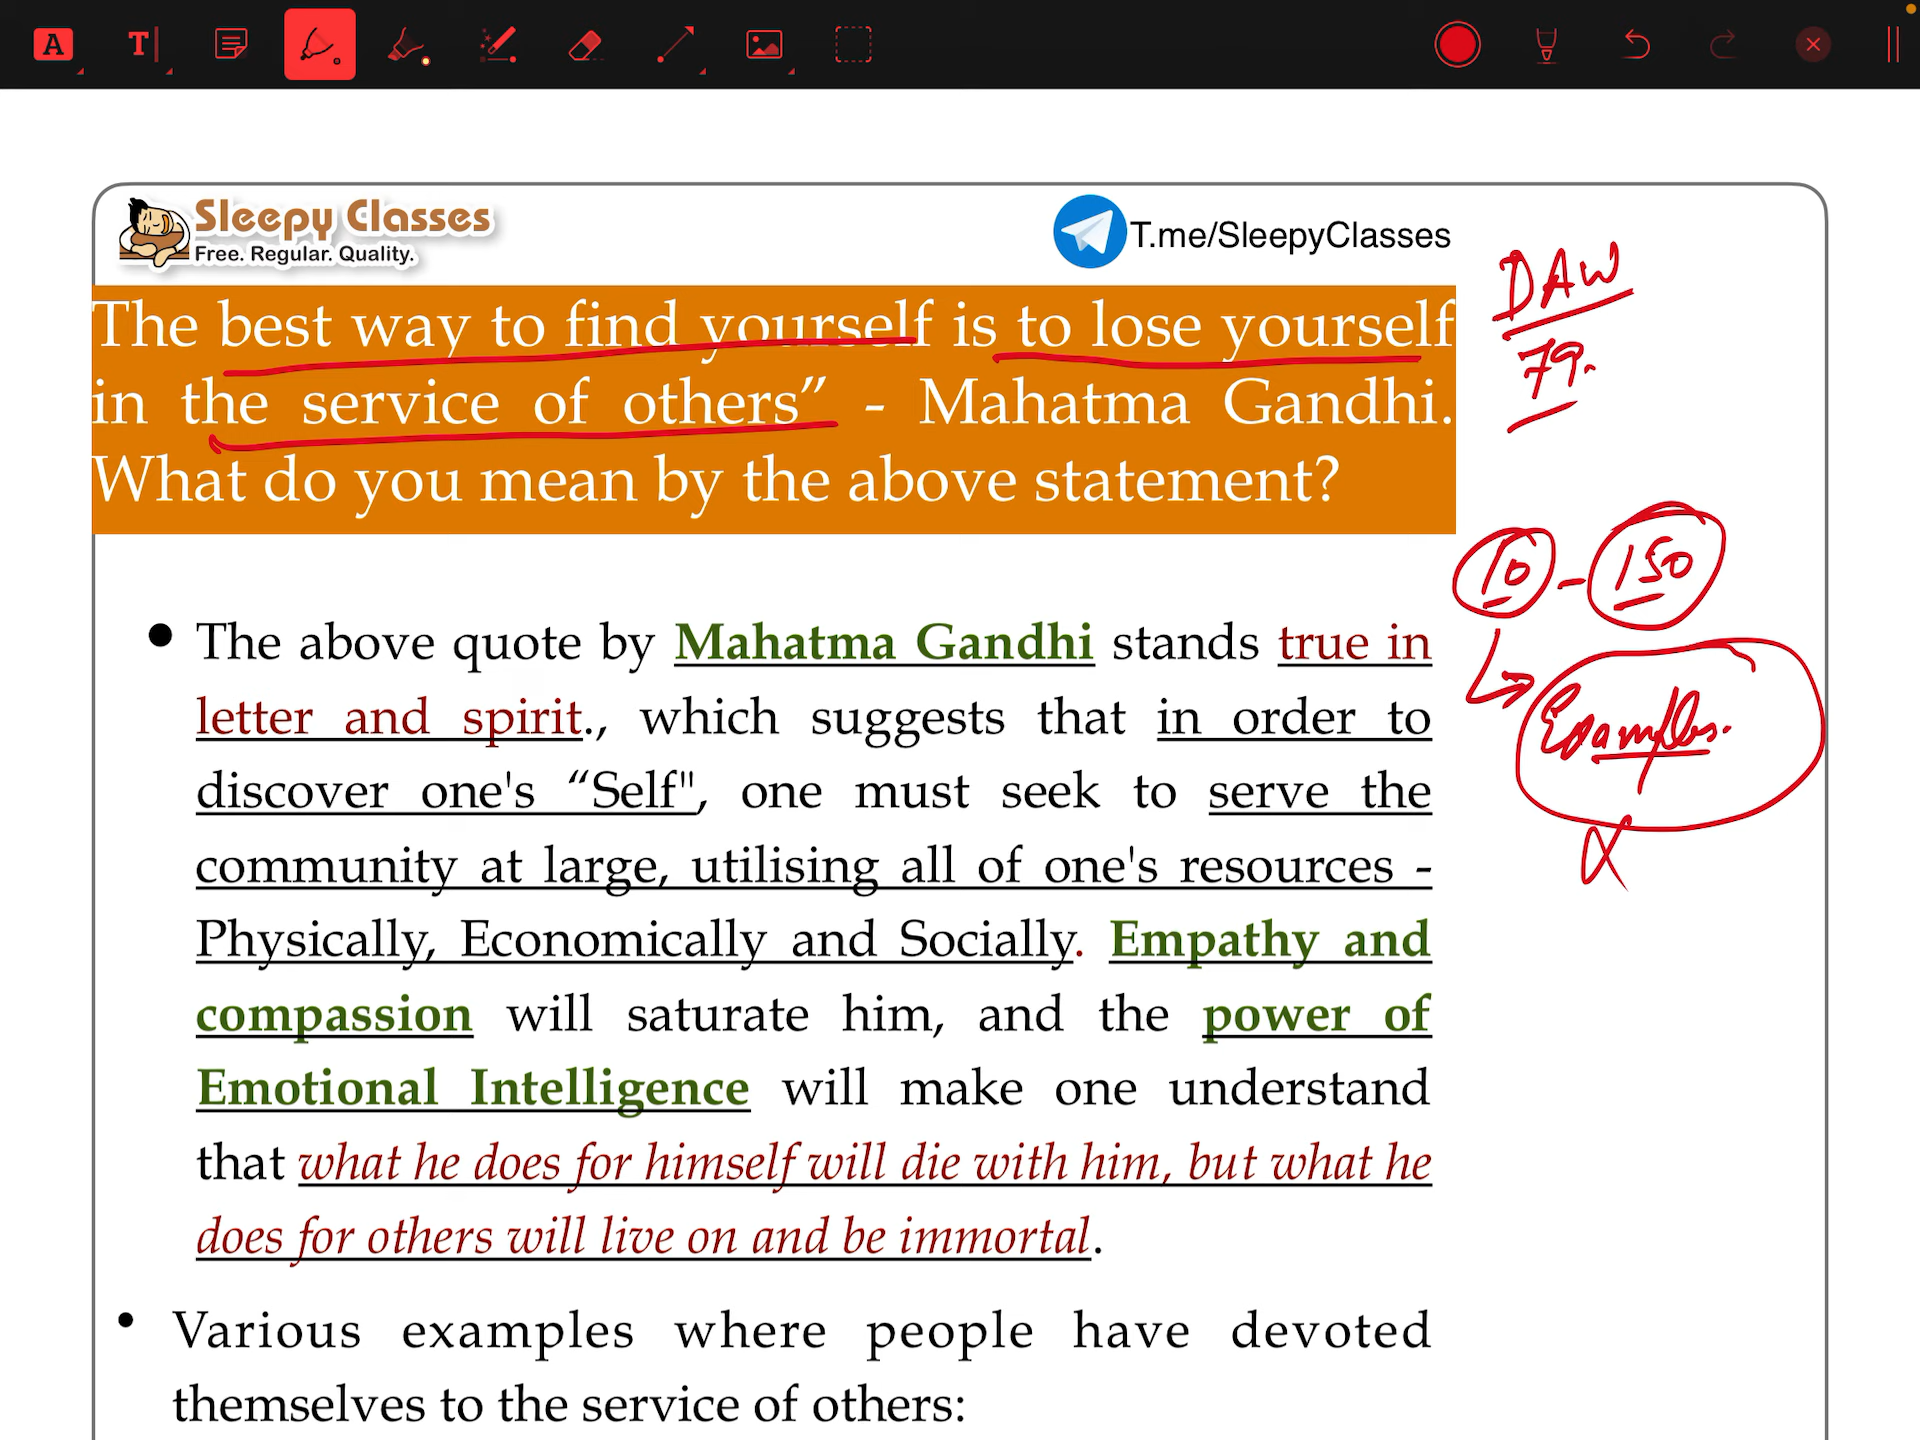 A
T
Sleepy Classes
Free. Regular. Quality.
T.me/SleepyClasses
The best way to find yourself is to lose yourself
in the service of others” - Mahatma Gandhi.
What do you mean by the above statement?
DAW
79.
10 - 150
Examples.
• The above quote by Mahatma Gandhi stands true in
letter and spirit., which suggests that in order to
discover one's “Self", one must seek to serve the
community at large, utilising all of one's resources -
Physically, Economically and Socially. Empathy and
compassion will saturate him, and the power of
Emotional Intelligence will make one understand
that what he does for himself will die with him, but what he
does for others will live on and be immortal.
• Various examples where people have devoted
themselves to the service of others: